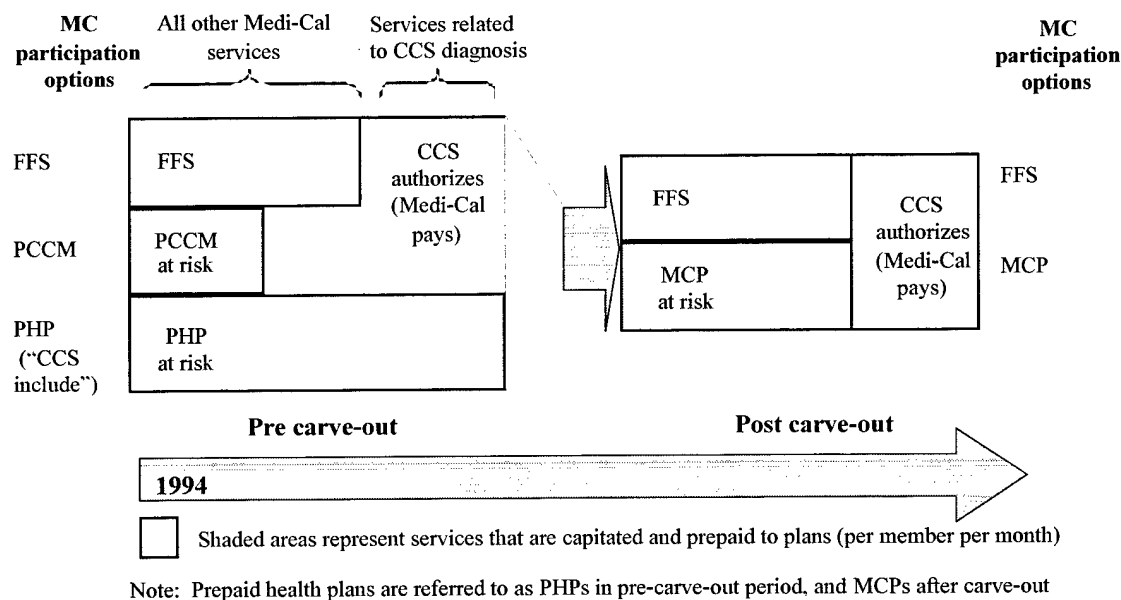 MC
participation
options
All other Medi-Cal
services
Services related
to CCS diagnosis
MC
participation
options
FFS
FFS
CCS
authorizes
(Medi-Cal
pays)
PCCM
PCCM
at risk
PHP
(“CCS
include”)
PHP
at risk
FFS
CCS
authorizes
(Medi-Cal
pays)
FFS
MCP
at risk
MCP
Pre carve-out
Post carve-out
1994
Shaded areas represent services that are capitated and prepaid to plans (per member per month)
Note: Prepaid health plans are referred to as PHPs in pre-carve-out period, and MCPs after carve-out